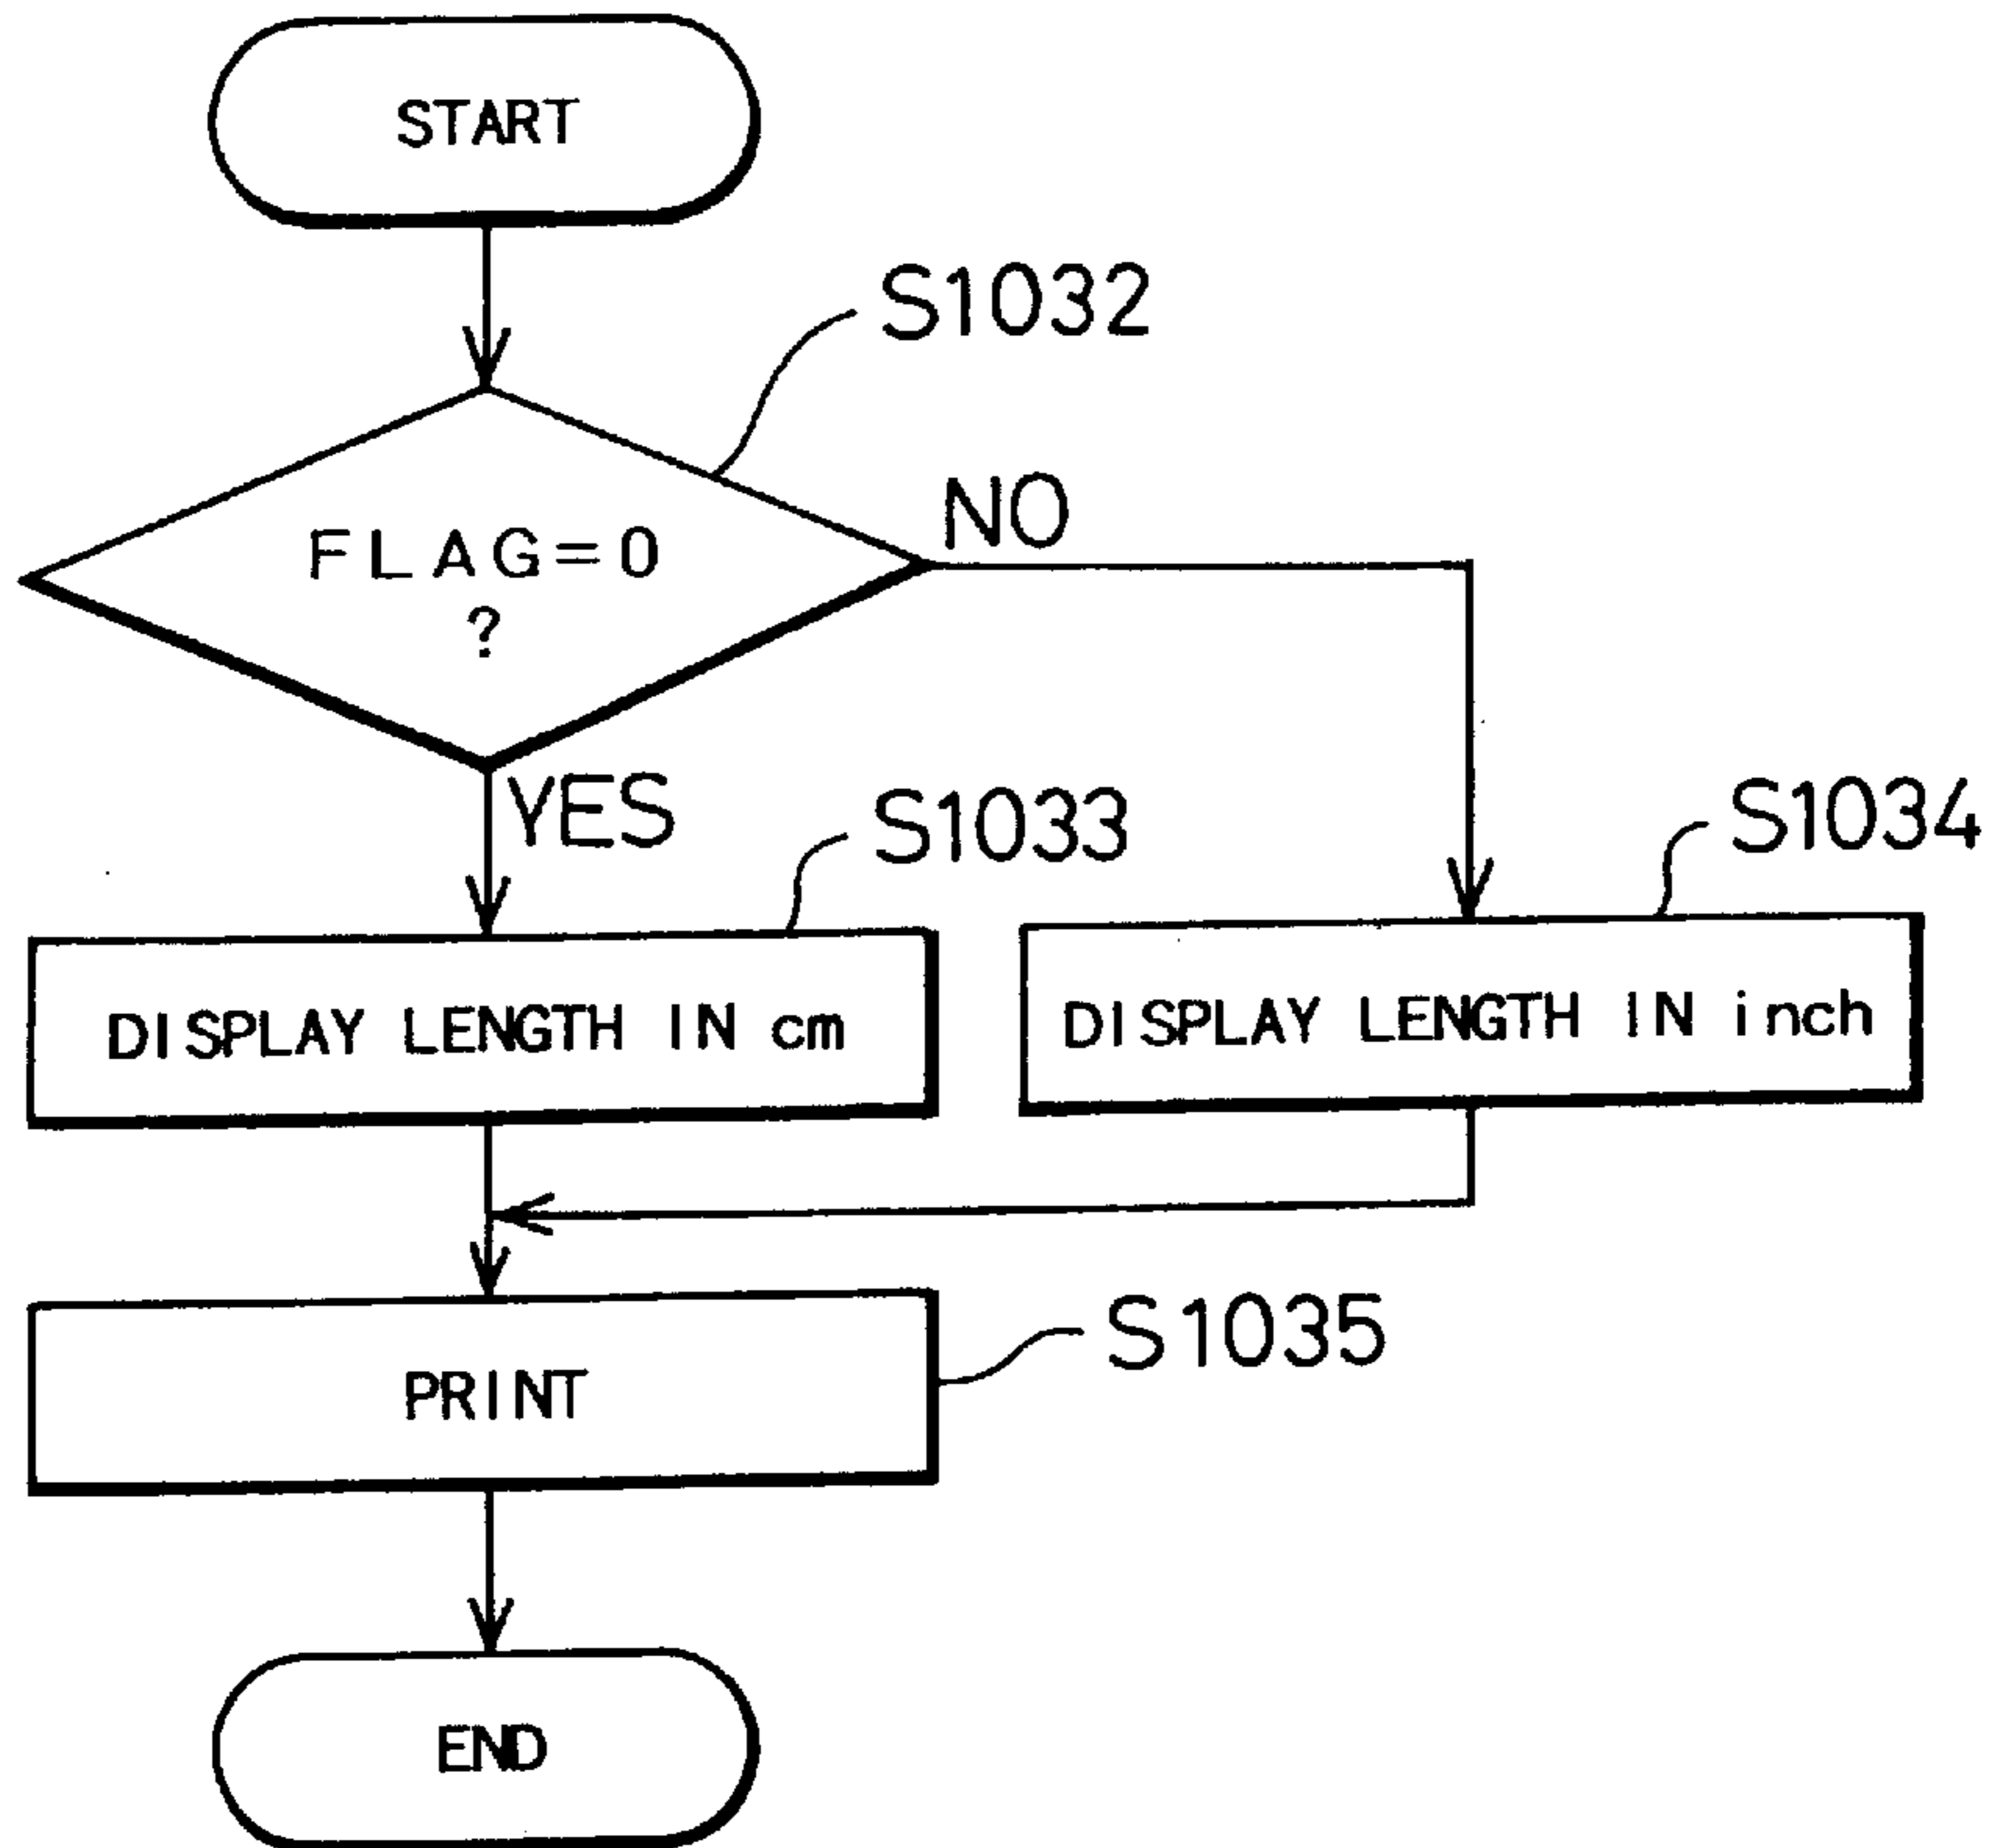 START
S1032
FLAG=0
?
NO
YES
S1033
S1034
DISPLAY LENGTH IN cm
DISPLAY LENGTH IN inch
PRINT
S1035
END